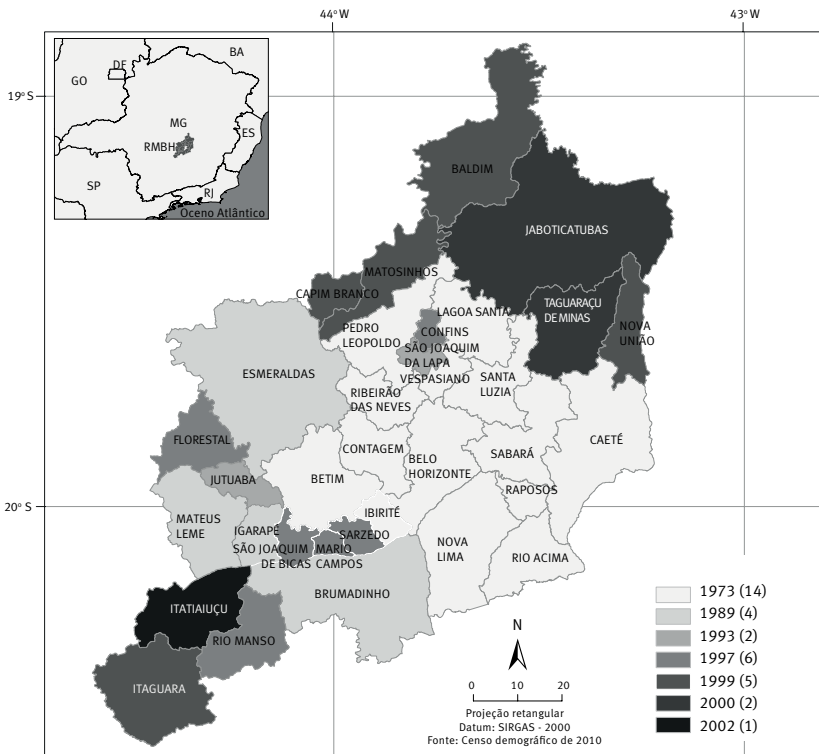 44°W
43°W
19°S
20°S
BA
DF
GO
MG
ES
RMBH
SP
RJ
Oceno Atlântico
BALDIM
JABOTICATUBAS
MATOSINHOS
CAPIM BRANCO
TAGUARAÇU
DE MINAS
NOVA
UNIÃO
LAGOA SANTA
PEDRO
LEOPOLDO
CONFINS
SÃO JOAQUIM
DA LAPA
VESPASIANO
ESMERALDAS
SANTA
LUZIA
RIBEIRÃO
DAS NEVES
FLORESTAL
CONTAGEM
BELO
HORIZONTE
SABARÁ
CAETÉ
JUTUABA
BETIM
RAPOSOS
IBIRITÉ
MATEUS
LEME
IGARAPÉ
SARZEDO
SÃO JOAQUIM
DE BICAS
MARIO
CAMPOS
NOVA
LIMA
RIO ACIMA
BRUMADINHO
ITATIAIUÇU
RIO MANSO
ITAGUARA
1973 (14)
1989 (4)
1993 (2)
1997 (6)
1999 (5)
2000 (2)
2002 (1)
N
0 10 20
Projeção retangular
Datum: SIRGAS - 2000
Fonte: Censo demográfico de 2010